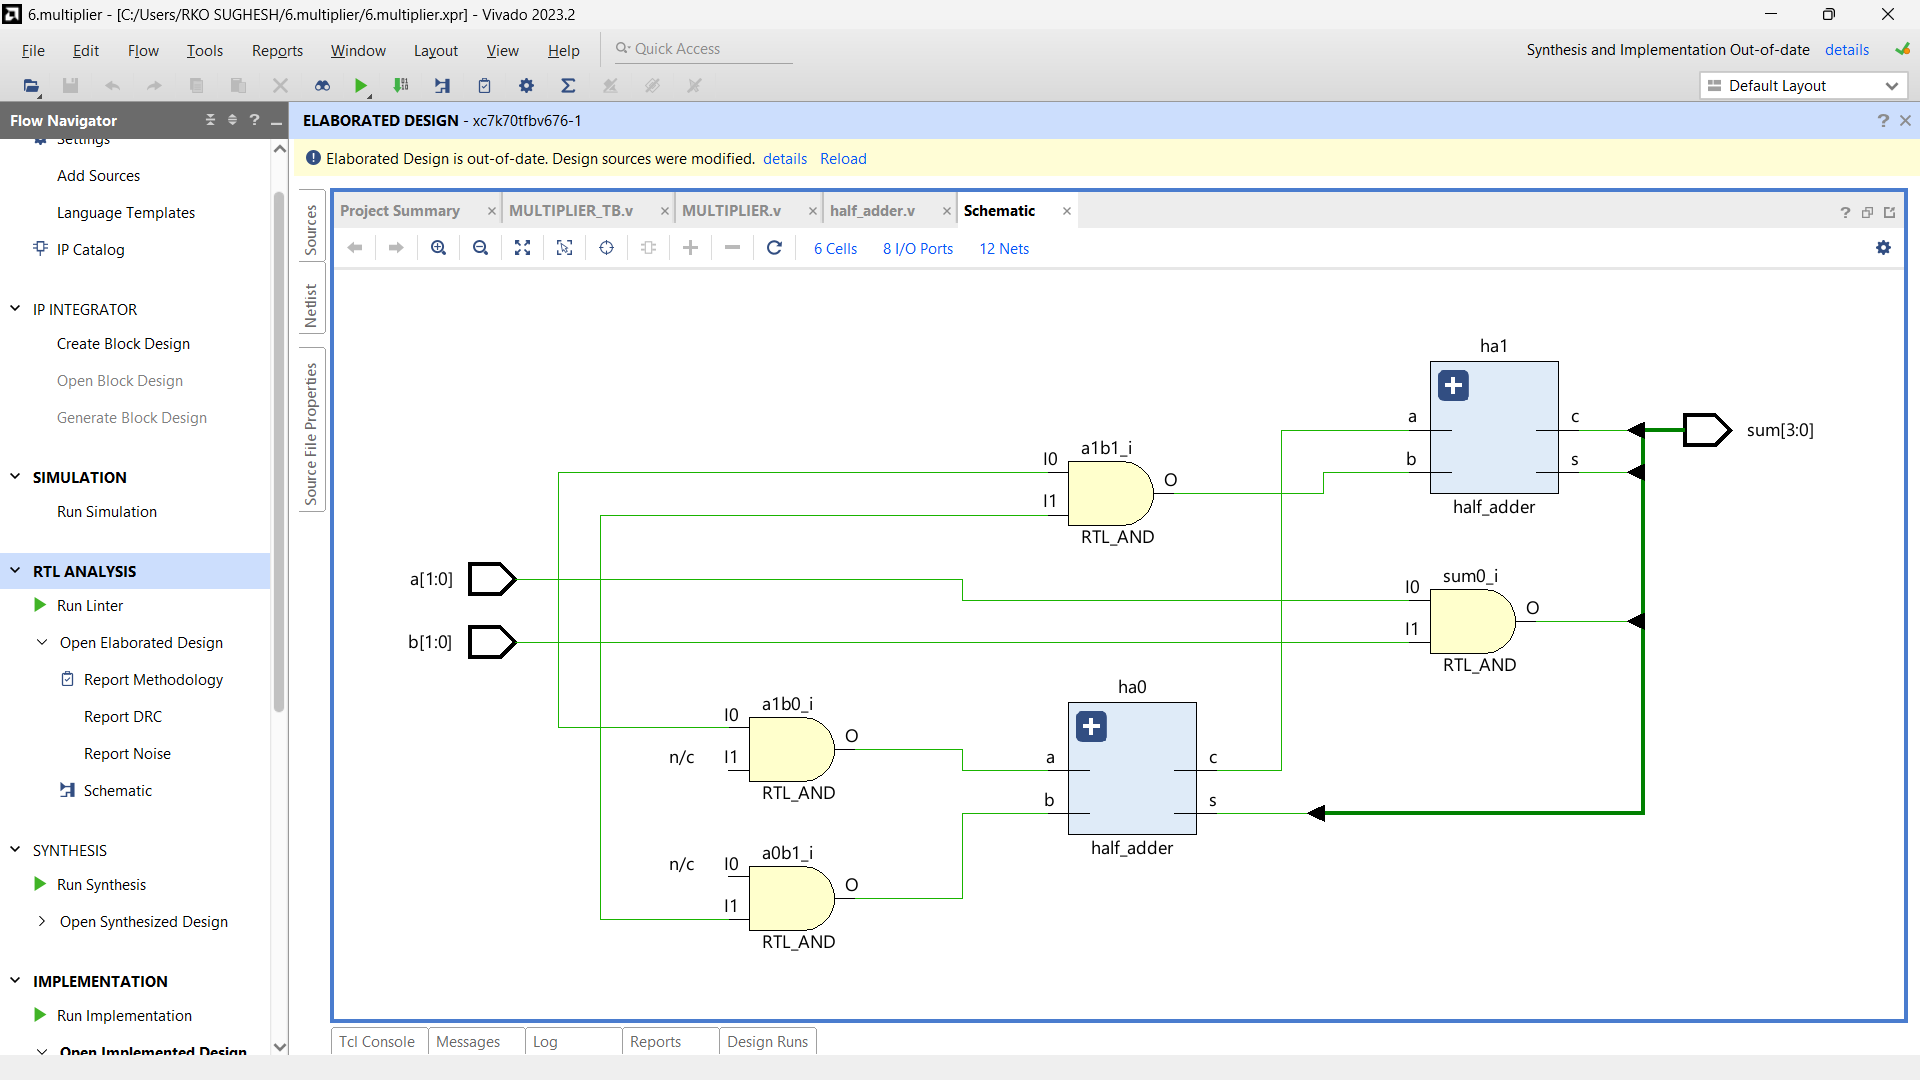 6.multiplier - [C:/Users/RKO SUGHESH/6.multiplier/6.multiplier.xpr] - Vivado 2023.2
File Edit Flow Tools Reports Window Layout View Help Quick Access
Synthesis and Implementation Out-of-date details
Default Layout
Flow Navigator
Settings
Add Sources
Language Templates
IP Catalog
IP INTEGRATOR
Create Block Design
Open Block Design
Generate Block Design
SIMULATION
Run Simulation
RTL ANALYSIS
Run Linter
Open Elaborated Design
Report Methodology
Report DRC
Report Noise
Schematic
SYNTHESIS
Run Synthesis
Open Synthesized Design
IMPLEMENTATION
Run Implementation
Open Implemented Design
ELABORATED DESIGN - xc7k70tfbv676-1
Elaborated Design is out-of-date. Design sources were modified. details Reload
Sources
Netlist
Source File Properties
Project Summary MULTIPLIER_TB.v MULTIPLIER.v half_adder.v Schematic
6 Cells 8 I/O Ports 12 Nets
ha1
a c
b s
half_adder
sum[3:0]
a1b1_i
I0 O
I1
RTL_AND
a[1:0]
b[1:0]
sum0_i
I0 O
I1
RTL_AND
a1b0_i
I0 O
n/c I1
RTL_AND
ha0
a c
b s
half_adder
a0b1_i
n/c I0 O
I1
RTL_AND
Tcl Console Messages Log Reports Design Runs